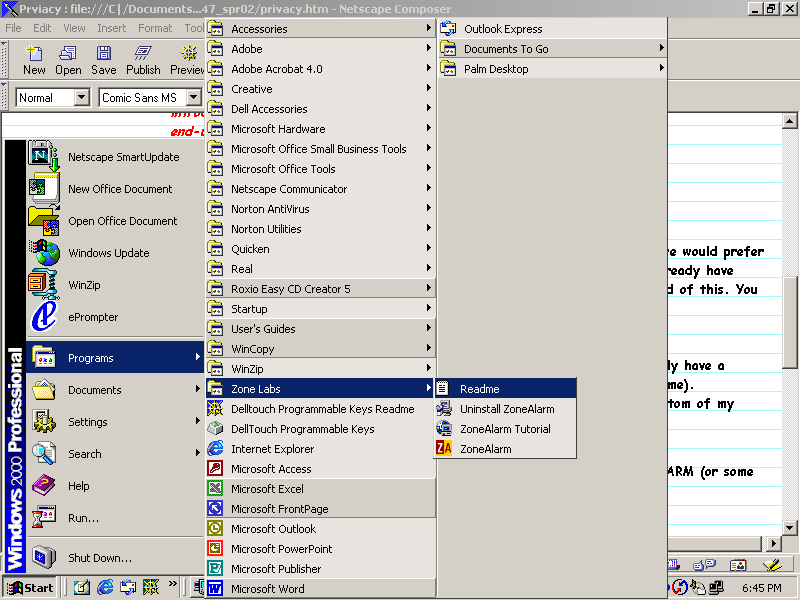 Prviacy : file:///C|/Documents...47_spr02/privacy.htm - Netscape Composer
File Edit View Insert Format Tool
New Open Save Publish Preview
Normal Comic Sans MS
end-u
Netscape SmartUpdate
New Office Document
Open Office Document
Windows Update
WinZip
ePrompter
Programs
Documents
Settings
Search
Help
Run...
Shut Down...
Windows 2000 Professional
Accessories
Adobe
Adobe Acrobat 4.0
Creative
Dell Accessories
Microsoft Hardware
Microsoft Office Small Business Tools
Microsoft Office Tools
Netscape Communicator
Norton AntiVirus
Norton Utilities
Quicken
Real
Roxio Easy CD Creator 5
Startup
User's Guides
WinCopy
WinZip
Zone Labs
Delltouch Programmable Keys Readme
DellTouch Programmable Keys
Internet Explorer
Microsoft Access
Microsoft Excel
Microsoft FrontPage
Microsoft Outlook
Microsoft PowerPoint
Microsoft Publisher
Microsoft Word
Outlook Express
Documents To Go
Palm Desktop
Readme
Uninstall ZoneAlarm
ZoneAlarm Tutorial
ZA ZoneAlarm
e would prefer
ready have
d of this. You
ly have a
me).
tom of my
ARM (or some
Start » 6:45 PM